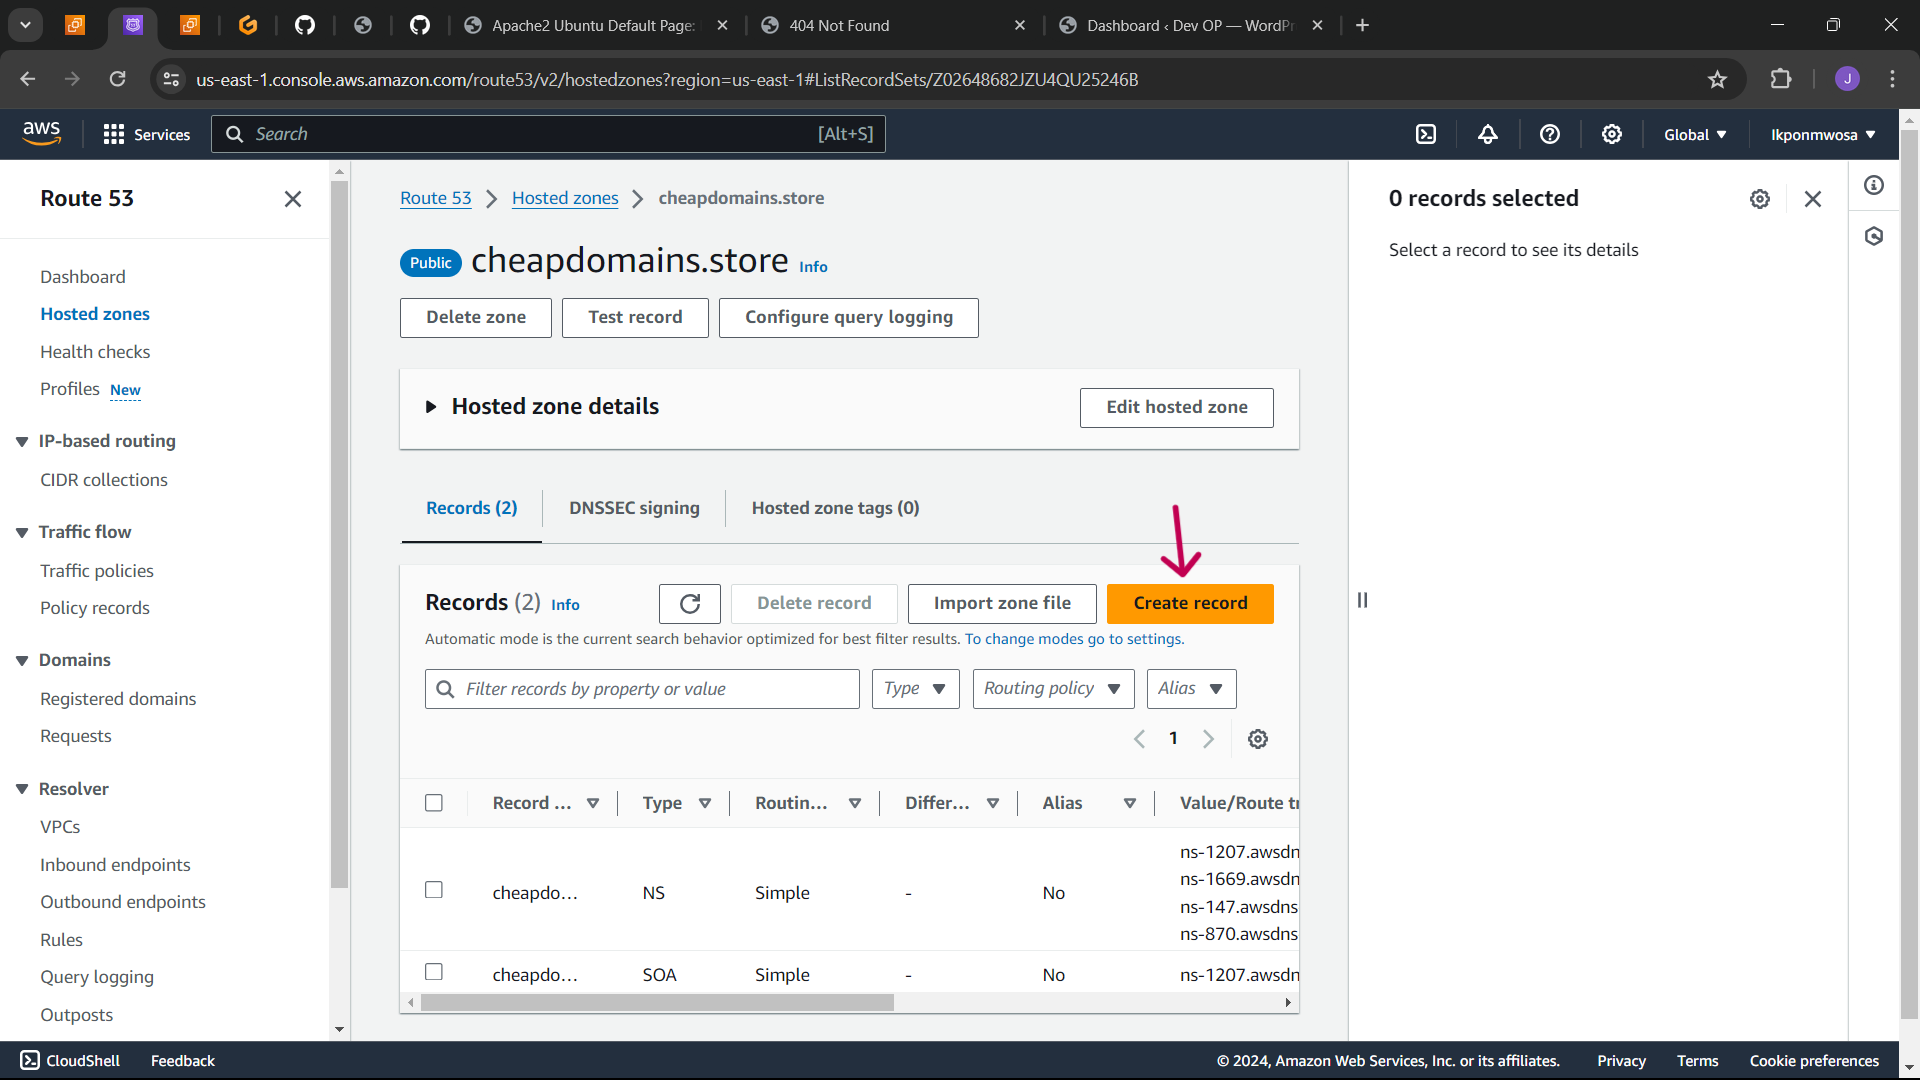 Apache2 Ubuntu Default Page:
404 Not Found
Dashboard ‹ Dev OP — WordPr
us-east-1.console.aws.amazon.com/route53/v2/hostedzones?region=us-east-1#ListRecordSets/Z02648682JZU4QU25246B
J
aws
Services
Search
[Alt+S]
Global
Ikponmwosa
Route 53
Dashboard
Hosted zones
Health checks
Profiles New
IP-based routing
CIDR collections
Traffic flow
Traffic policies
Policy records
Domains
Registered domains
Requests
Resolver
VPCs
Inbound endpoints
Outbound endpoints
Rules
Query logging
Outposts
Route 53 > Hosted zones > cheapdomains.store
Public cheapdomains.store Info
Delete zone
Test record
Configure query logging
Hosted zone details
Edit hosted zone
Records (2)
DNSSEC signing
Hosted zone tags (0)
Records (2) Info
Delete record
Import zone file
Create record
Automatic mode is the current search behavior optimized for best filter results. To change modes go to settings.
Filter records by property or value
Type
Routing policy
Alias
1
Record ... Type Routin... Differ... Alias Value/Route tr
cheapdo... NS Simple - No
ns-1207.awsdn
ns-1669.awsdn
ns-147.awsdns
ns-870.awsdns
cheapdo... SOA Simple - No ns-1207.awsdn
0 records selected
Select a record to see its details
CloudShell
Feedback
© 2024, Amazon Web Services, Inc. or its affiliates.
Privacy
Terms
Cookie preferences